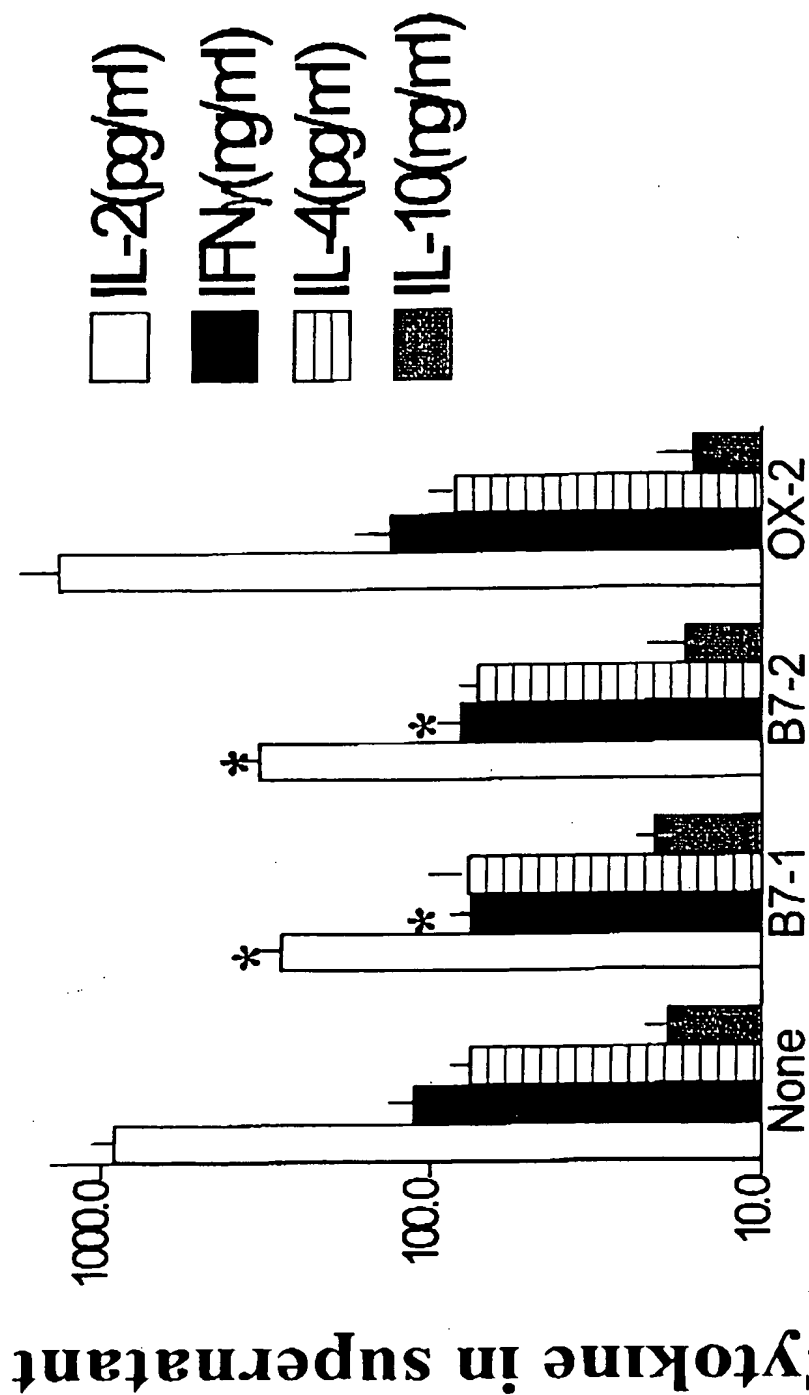 IL-2(pg/ml)
IFNγ(ng/ml)
IL-4(pg/ml)
IL-10(ng/ml)
*
*
*
*
1000.0
100.0
10.0
None
B7-1
B7-2
OX-2
ytokine in supernatant